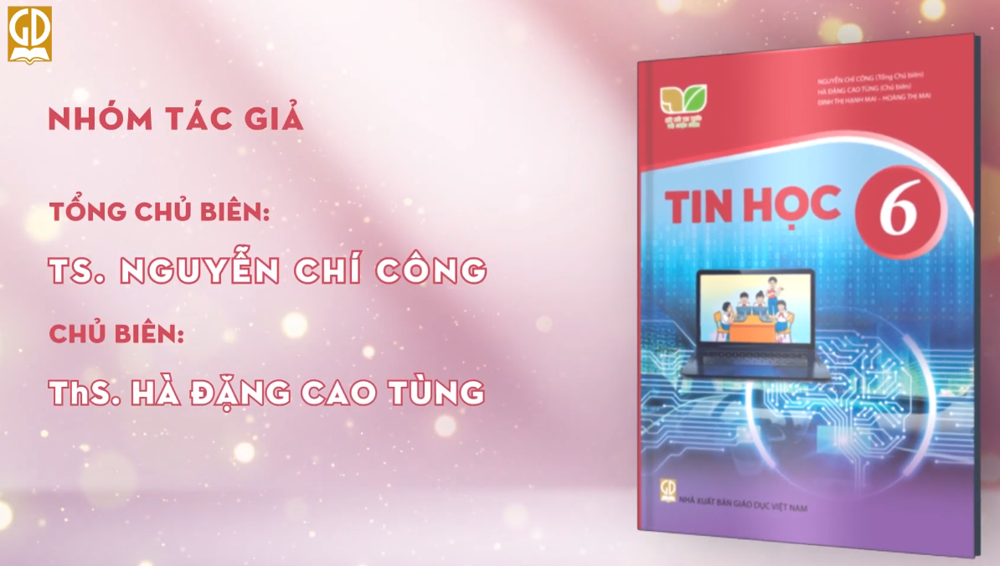 GD
NHÓM TÁC GIẢ
TỔNG CHỦ BIÊN:
TS. NGUYỄN CHÍ CÔNG
CHỦ BIÊN:
ThS. HÀ ĐẶNG CAO TÙNG
NGUYỄN CHÍ CÔNG (Tổng Chủ biên)
HÀ ĐẶNG CAO TÙNG (Chủ biên)
ĐINH THỊ HẠNH MAI – HOÀNG THỊ MAI
TIN HỌC 6
GD
NHÀ XUẤT BẢN GIÁO DỤC VIỆT NAM